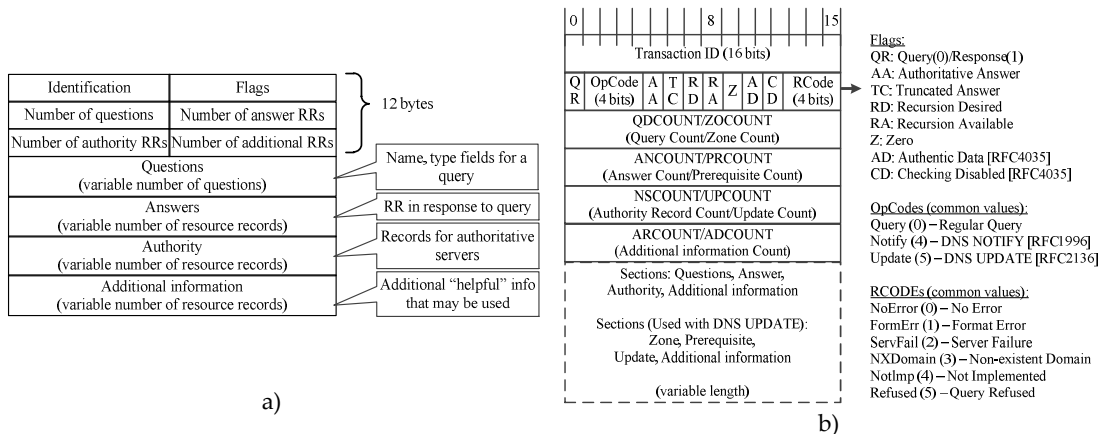 Identification
Flags
Number of questions
Number of answer RRs
Number of authority RRs
Number of additional RRs
12 bytes
Questions
(variable number of questions)
Name, type fields for a
query
Answers
(variable number of resource records)
RR in response to query
Authority
(variable number of resource records)
Records for authoritative
servers
Additional information
(variable number of resource records)
Additional “helpful” info
that may be used
a)
0
8
15
Transaction ID (16 bits)
Q
R
OpCode
(4 bits)
A
A
T
C
R
D
R
A
Z
A
D
C
D
RCode
(4 bits)
QDCOUNT/ZOCOUNT
(Query Count/Zone Count)
ANCOUNT/PRCOUNT
(Answer Count/Prerequisite Count)
NSCOUNT/UPCOUNT
(Authority Record Count/Update Count)
ARCOUNT/ADCOUNT
(Additional information Count)
Sections: Questions, Answer,
Authority, Additional information
Sections (Used with DNS UPDATE):
Zone, Prerequisite,
Update, Additional information
(variable length)
Flags:
QR: Query(0)/Response(1)
AA: Authoritative Answer
TC: Truncated Answer
RD: Recursion Desired
RA: Recursion Available
Z: Zero
AD: Authentic Data [RFC4035]
CD: Checking Disabled [RFC4035]
OpCodes (common values):
Query (0) – Regular Query
Notify (4) – DNS NOTIFY [RFC1996]
Update (5) – DNS UPDATE [RFC2136]
RCODEs (common values):
NoError (0) – No Error
FormErr (1) – Format Error
ServFail (2) – Server Failure
NXDomain (3) – Non-existent Domain
NotImp (4) – Not Implemented
Refused (5) – Query Refused
b)